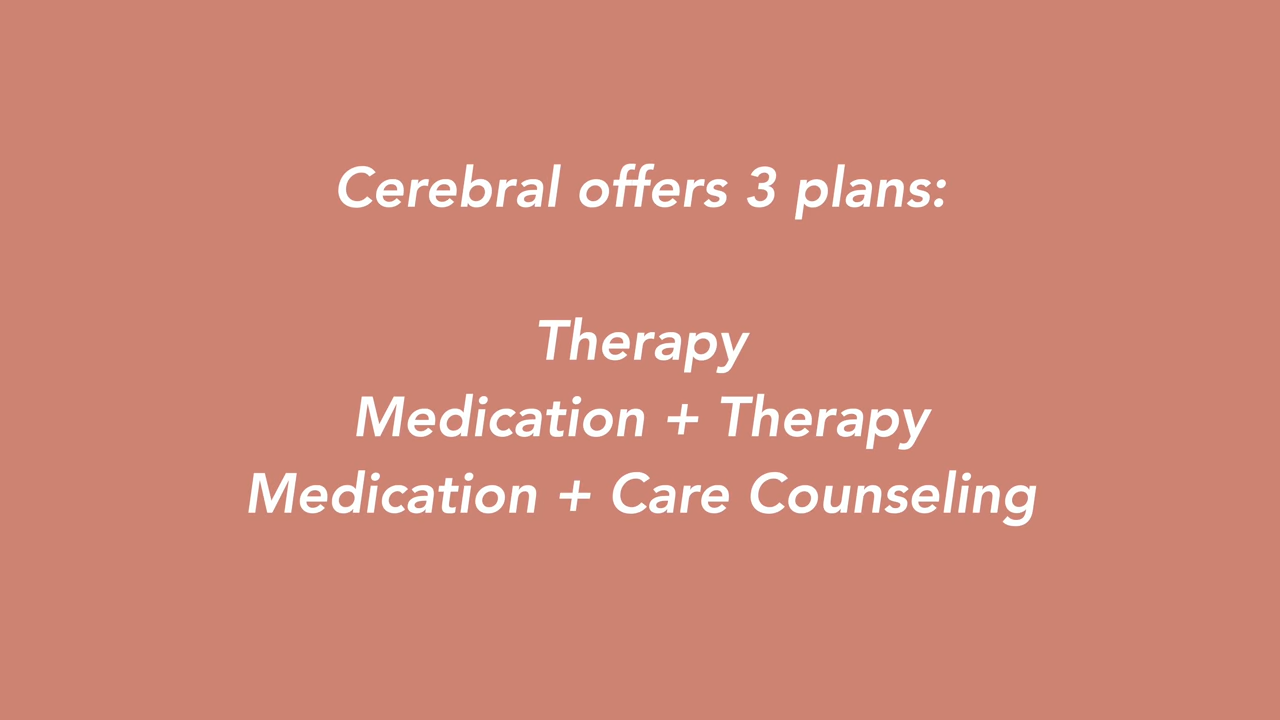 Cerebral offers 3 plans:
Therapy
Medication + Therapy
Medication + Care Counseling